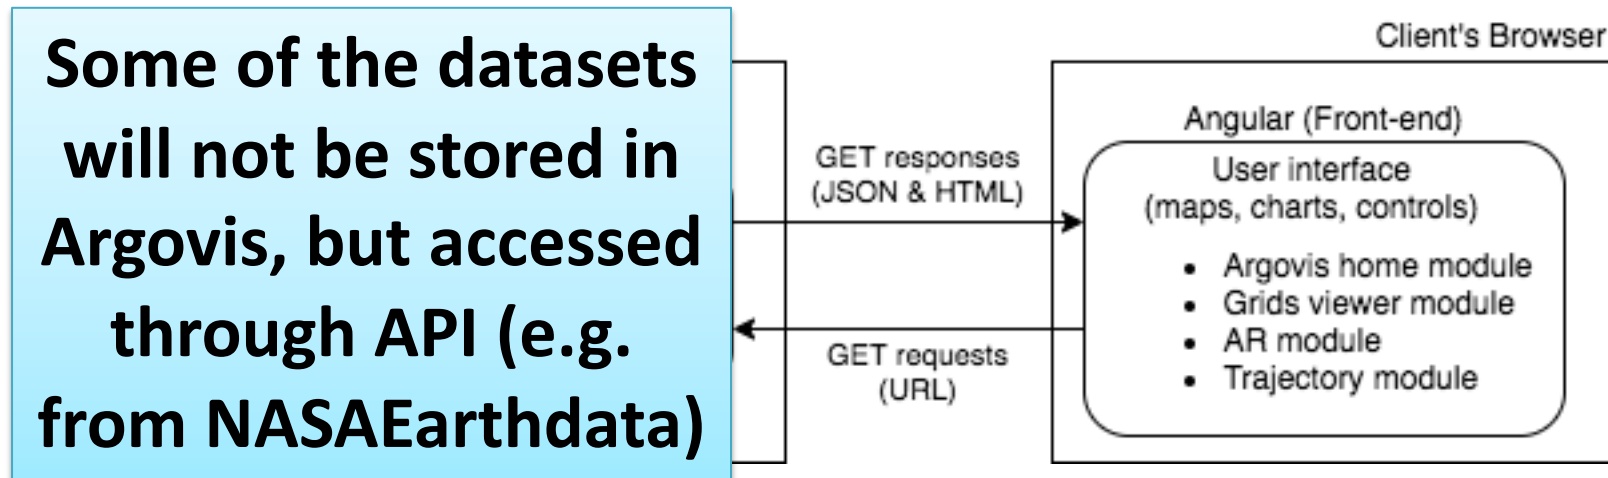 Some of the datasets
will not be stored in
Argovis, but accessed
through API (e.g.
from NASAEarthdata)
GET responses
(JSON & HTML)
GET requests
(URL)
Client's Browser
Angular (Front-end)
User interface
(maps, charts, controls)
• Argovis home module
• Grids viewer module
• AR module
• Trajectory module